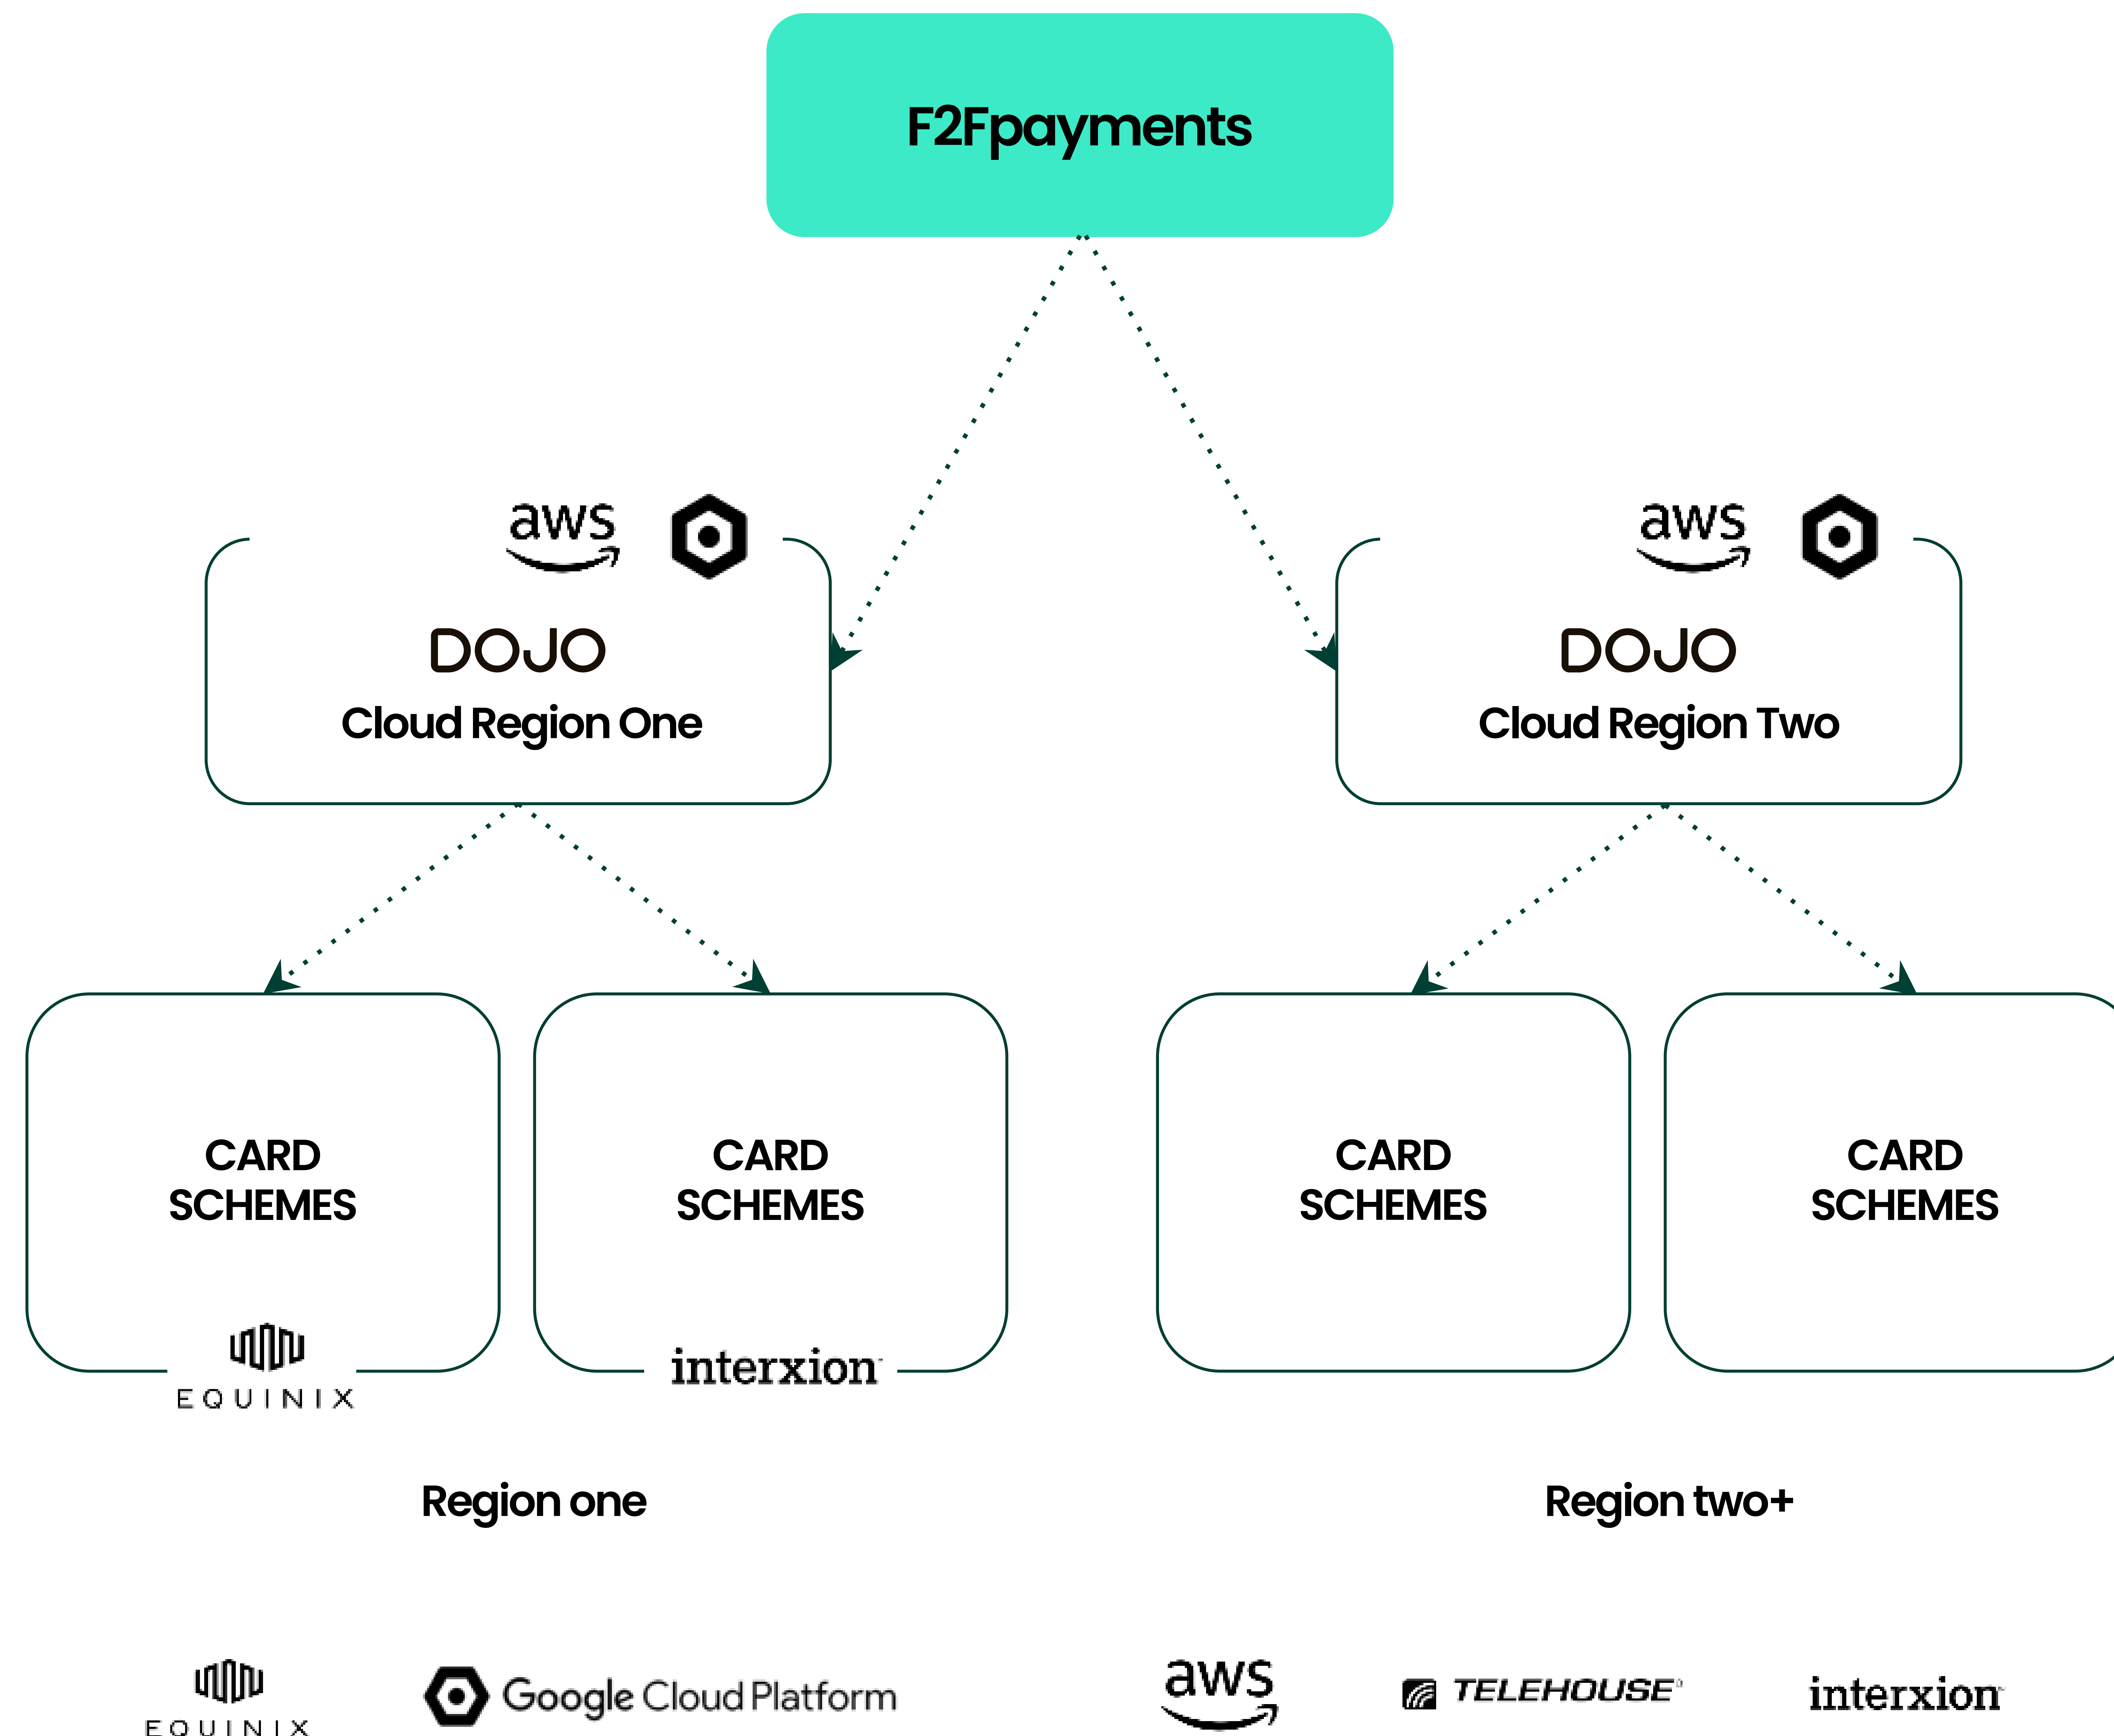 F2Fpayments
aws
aws
DOJO
DOJO
Cloud Region One
Cloud Region Two
CARD
SCHEMES
CARD
SCHEMES
CARD
SCHEMES
CARD
SCHEMES
EQUINIX
interxion
Region one
Region two+
EQUINIX
Google Cloud Platform
aws
TELEHOUSE
interxion